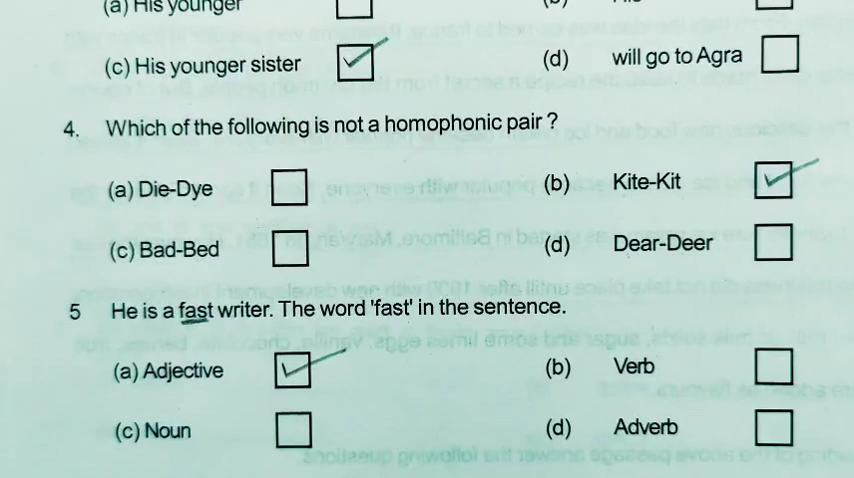 (a) His younger
(c) His younger sister (d) will go to Agra
4. Which of the following is not a homophonic pair ?
(a) Die-Dye (b) Kite-Kit
(c) Bad-Bed (d) Dear-Deer
5 He is a fast writer. The word 'fast' in the sentence.
(a) Adjective (b) Verb
(c) Noun (d) Adverb